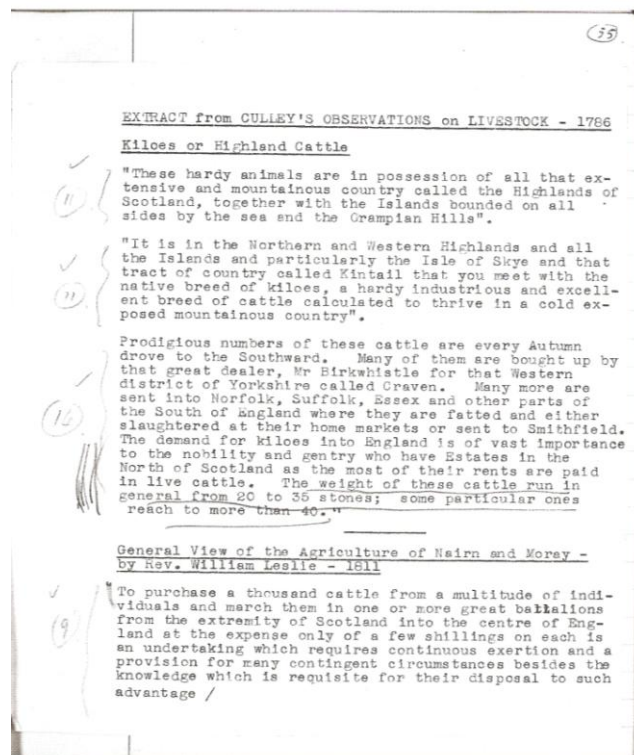 35
EXTRACT from CULLEY'S OBSERVATIONS on LIVESTOCK - 1786
Kiloes or Highland Cattle
"These hardy animals are in possession of all that ex-
tensive and mountainous country called the Highlands of
11 Scotland, together with the Islands bounded on all
sides by the sea and the Grampian Hills".
"It is in the Northern and Western Highlands and all
the Islands and particularly the Isle of Skye and that
tract of country called Kintail that you meet with the
11 native breed of kiloes, a hardy industrious and excell-
ent breed of cattle calculated to thrive in a cold ex-
posed mountainous country".
Prodigious numbers of these cattle are every Autumn
drove to the Southward. Many of them are bought up by
that great dealer, Mr Birkwhistle for that Western
district of Yorkshire called Craven. Many more are
sent into Norfolk, Suffolk, Essex and other parts of
the South of England where they are fatted and either
slaughtered at their home markets or sent to Smithfield.
The demand for kiloes into England is of vast importance
to the nobility and gentry who have Estates in the
North of Scotland as the most of their rents are paid
in live cattle. The weight of these cattle run in
general from 20 to 35 stones; some particular ones
reach to more than 40."
General View of the Agriculture of Nairn and Moray -
by Rev. William Leslie - 1811
"To purchase a thousand cattle from a multitude of indi-
viduals and march them in one or more great battalions
9 from the extremity of Scotland into the centre of Eng-
land at the expense only of a few shillings on each is
an undertaking which requires continuous exertion and a
provision for many contingent circumstances besides the
knowledge which is requisite for their disposal to such
advantage /